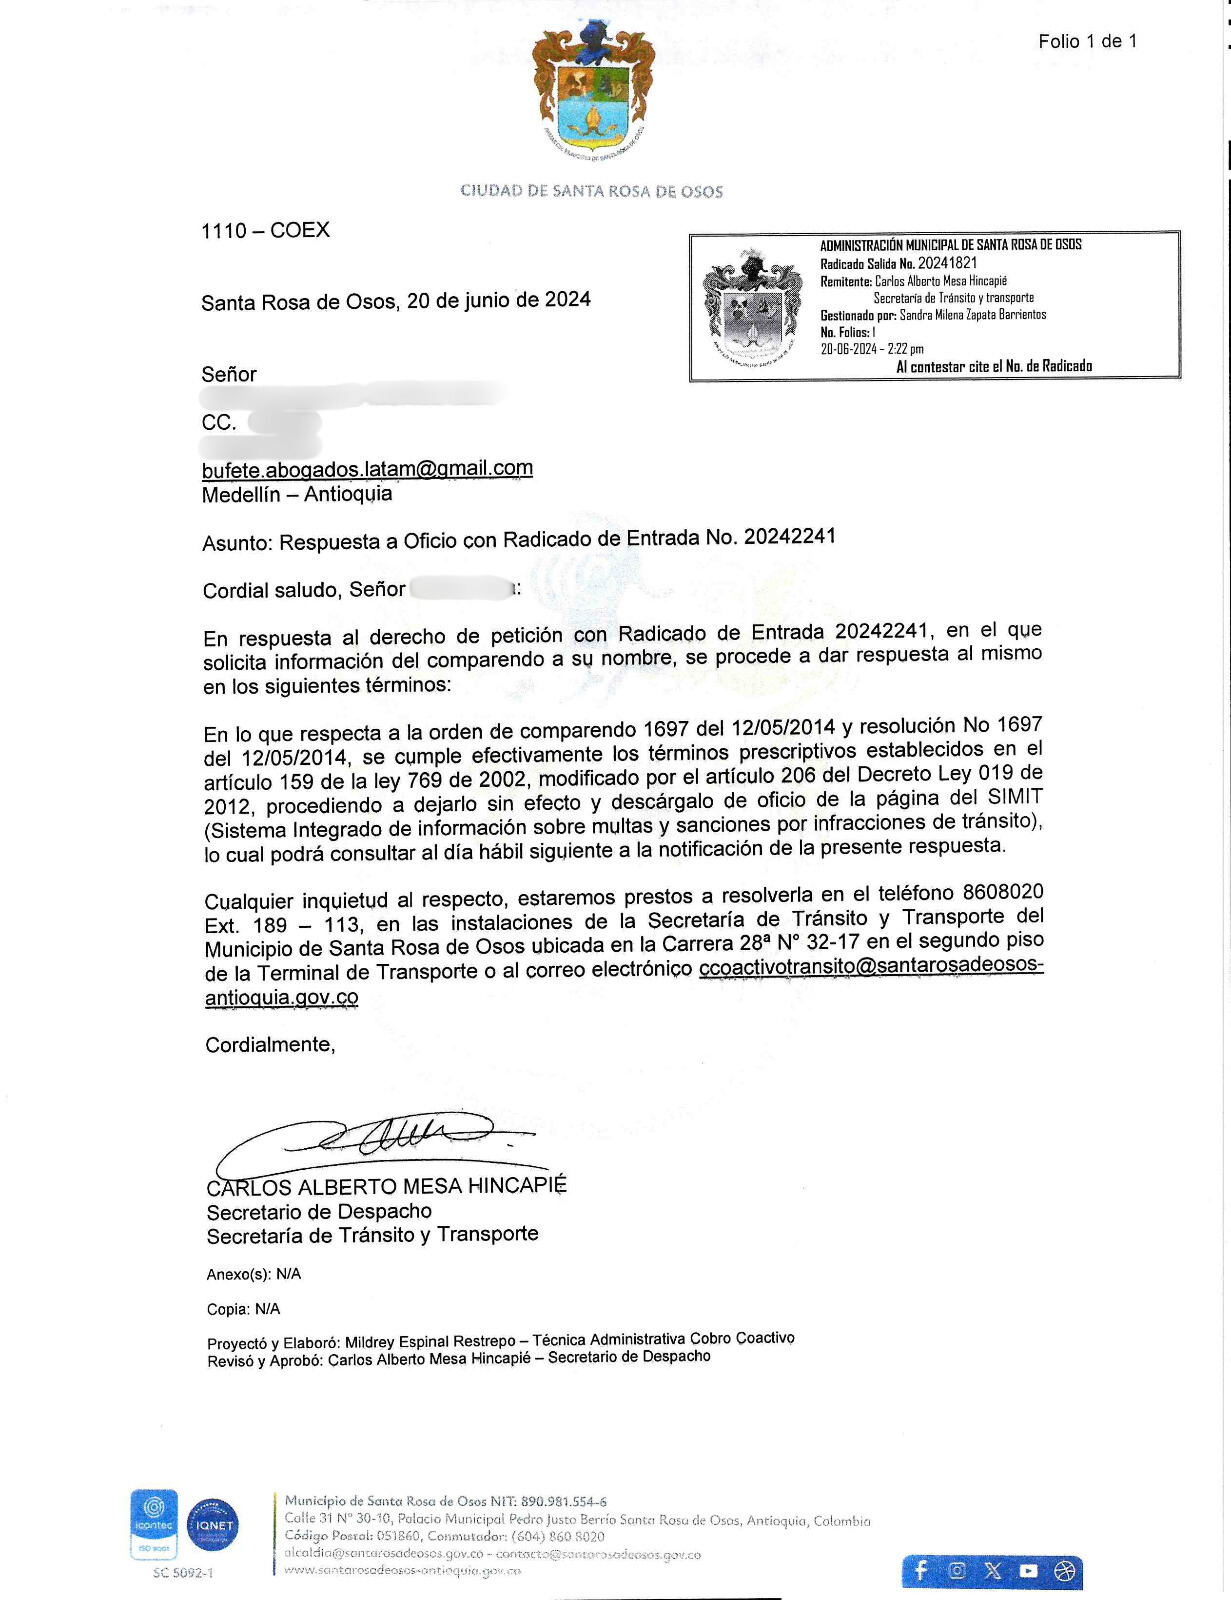 Folio 1 de 1
CIUDAD DE SANTA ROSA DE OSOS
1110 – COEX
ADMINISTRACIÓN MUNICIPAL DE SANTA ROSA DE OSOS
Radicado Salida No. 20241821
Remitente: Carlos Alberto Mesa Hincapié
Secretaría de Tránsito y transporte
Gestionado por: Sandra Milena Zapata Barrientos
No. Folios: 1
20-06-2024 - 2:22 pm
Al contestar cite el No. de Radicado
Santa Rosa de Osos, 20 de junio de 2024
Señor
CC.
bufete.abogados.latam@gmail.com
Medellín – Antioquia
Asunto: Respuesta a Oficio con Radicado de Entrada No. 20242241
Cordial saludo, Señor :
En respuesta al derecho de petición con Radicado de Entrada 20242241, en el que
solicita información del comparendo a su nombre, se procede a dar respuesta al mismo
en los siguientes términos:
En lo que respecta a la orden de comparendo 1697 del 12/05/2014 y resolución No 1697
del 12/05/2014, se cumple efectivamente los términos prescriptivos establecidos en el
artículo 159 de la ley 769 de 2002, modificado por el artículo 206 del Decreto Ley 019 de
2012, procediendo a dejarlo sin efecto y descárgalo de oficio de la página del SIMIT
(Sistema Integrado de información sobre multas y sanciones por infracciones de tránsito),
lo cual podrá consultar al día hábil siguiente a la notificación de la presente respuesta.
Cualquier inquietud al respecto, estaremos prestos a resolverla en el teléfono 8608020
Ext. 189 – 113, en las instalaciones de la Secretaría de Tránsito y Transporte del
Municipio de Santa Rosa de Osos ubicada en la Carrera 28ª N° 32-17 en el segundo piso
de la Terminal de Transporte o al correo electrónico ccoactivotransito@santarosadeosos-
antioquia.gov.co
Cordialmente,
CARLOS ALBERTO MESA HINCAPIÉ
Secretario de Despacho
Secretaría de Tránsito y Transporte
Anexo(s): N/A
Copia: N/A
Proyectó y Elaboró: Mildrey Espinal Restrepo – Técnica Administrativa Cobro Coactivo
Revisó y Aprobó: Carlos Alberto Mesa Hincapié – Secretario de Despacho
icontec
ISO 9001
IQNET
SC 5092-1
Municipio de Santa Rosa de Osos NIT: 890.981.554-6
Calle 31 N° 30-10, Palacio Municipal Pedro Justo Berrío Santa Rosa de Osos, Antioquia, Colombia
Código Postal: 051860, Conmutador: (604) 860 8020
alcaldia@santarosadeosos.gov.co - contacto@santarosadeosos.gov.co
www.santarosadeosos-antioquia.gov.co